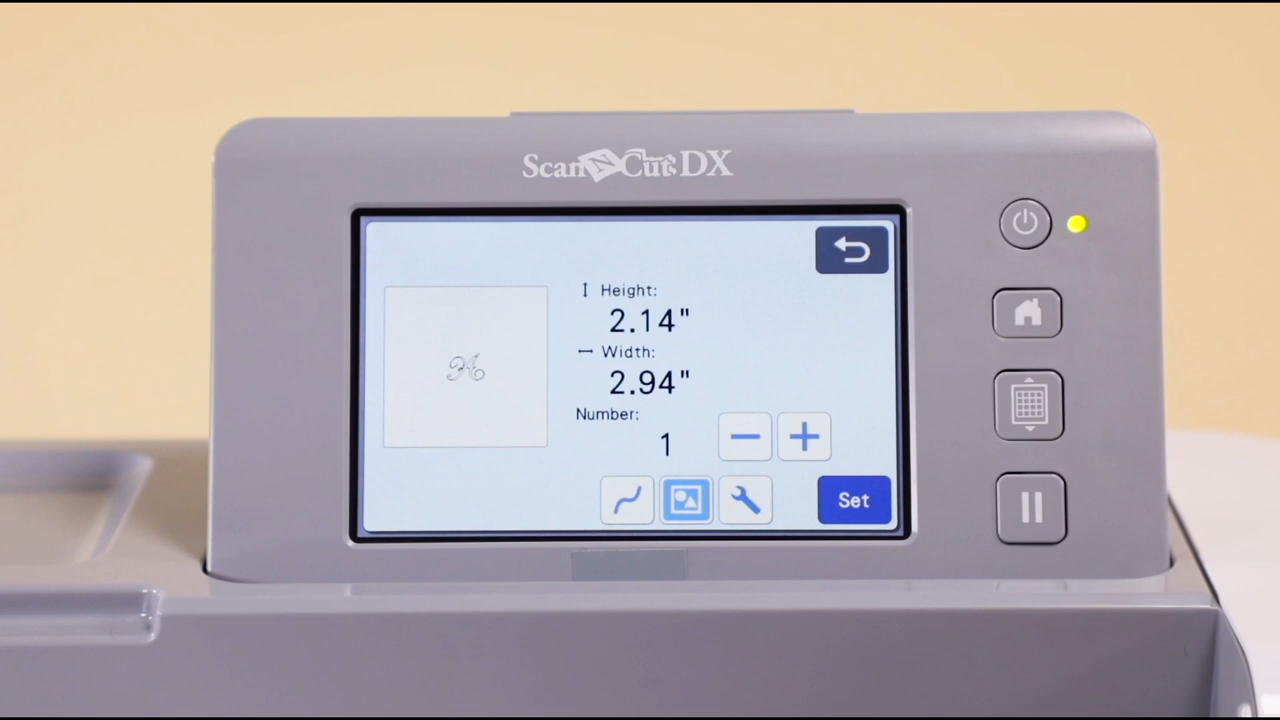 ScanNCut DX
Height:
2.14"
Width:
2.94"
Number:
1
A
Set